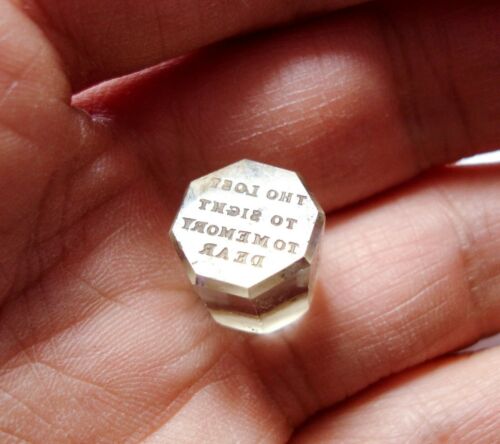 THO LOST
TO SIGHT
TO MEMORY
DEAR